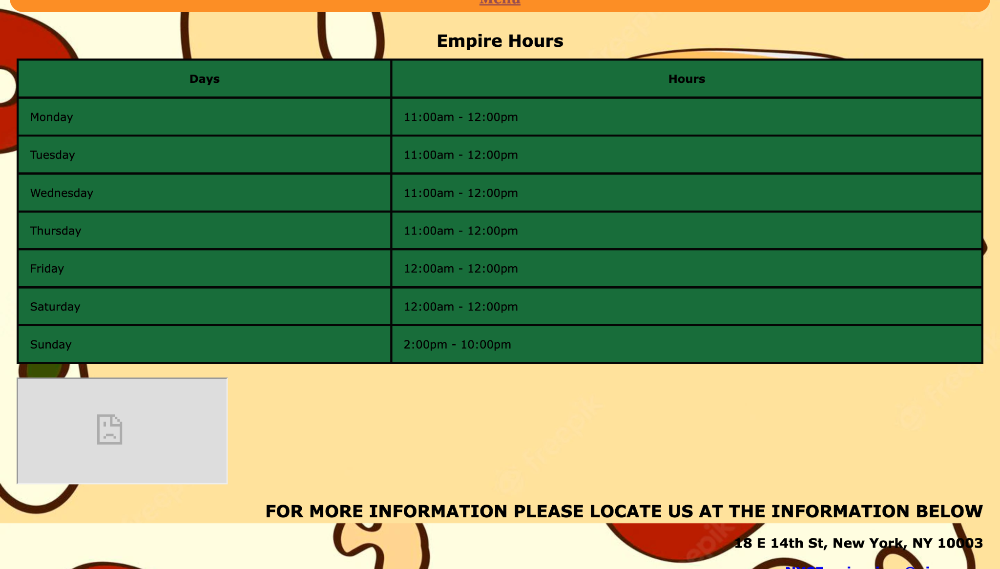 Menu
Empire Hours
Days Hours
Monday 11:00am - 12:00pm
Tuesday 11:00am - 12:00pm
Wednesday 11:00am - 12:00pm
Thursday 11:00am - 12:00pm
Friday 12:00am - 12:00pm
Saturday 12:00am - 12:00pm
Sunday 2:00pm - 10:00pm
freepik
FOR MORE INFORMATION PLEASE LOCATE US AT THE INFORMATION BELOW
18 E 14th St, New York, NY 10003